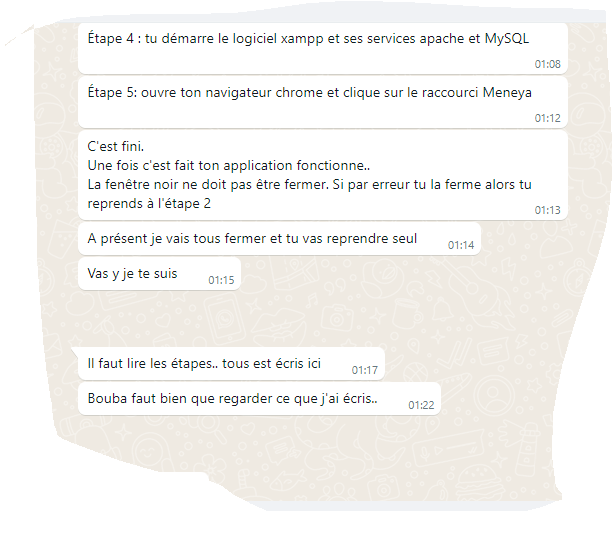 Étape 4 : tu démarre le logiciel xampp et ses services apache et MySQL
01:08
Étape 5: ouvre ton navigateur chrome et clique sur le raccourci Meneya
01:12
C'est fini.
Une fois c'est fait ton application fonctionne..
La fenêtre noir ne doit pas être fermer. Si par erreur tu la ferme alors tu
reprends à l'étape 2
01:13
A présent je vais tous fermer et tu vas reprendre seul
01:14
Vas y je te suis
01:15
Il faut lire les étapes.. tous est écris ici
01:17
Bouba faut bien que regarder ce que j'ai écris..
01:22